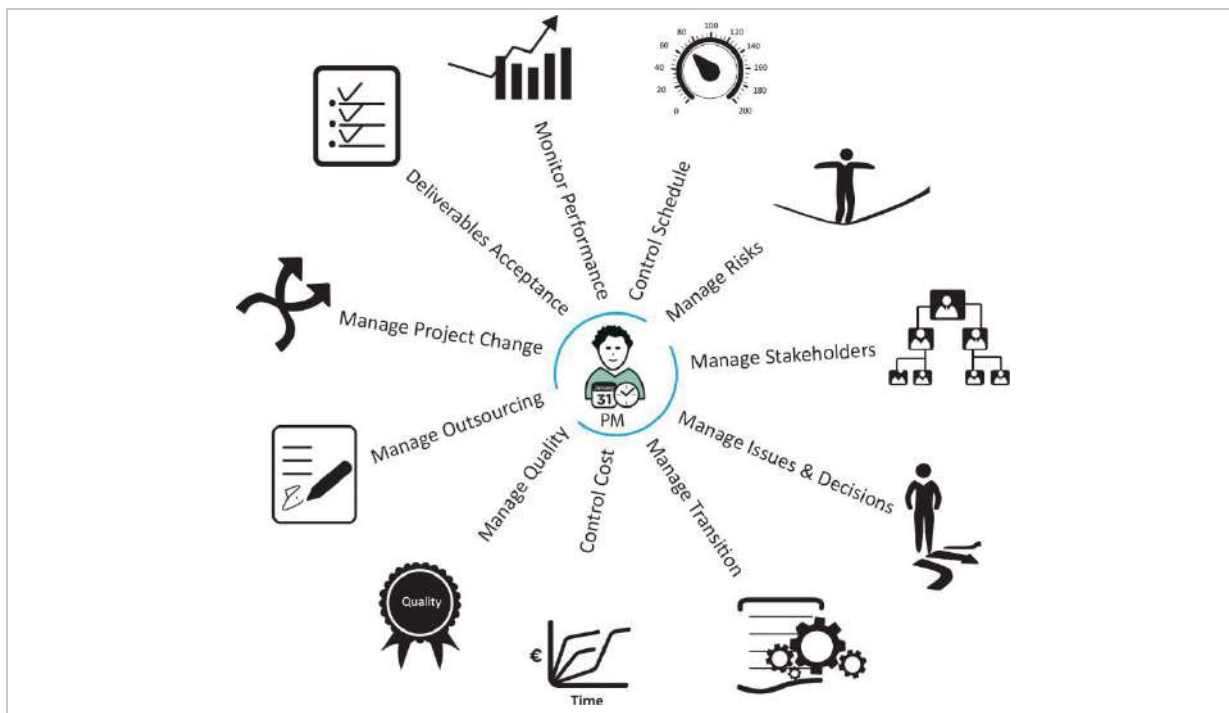 Monitor Performance
0
20
40
60
80
100
120
140
160
180
200
Control Schedule
Manage Risks
Manage Stakeholders
Manage Issues & Decisions
Manage Transition
Control Cost
€
Time
Manage Quality
Quality
Manage Outsourcing
Manage Project Change
Deliverables Acceptance
January
31
PM